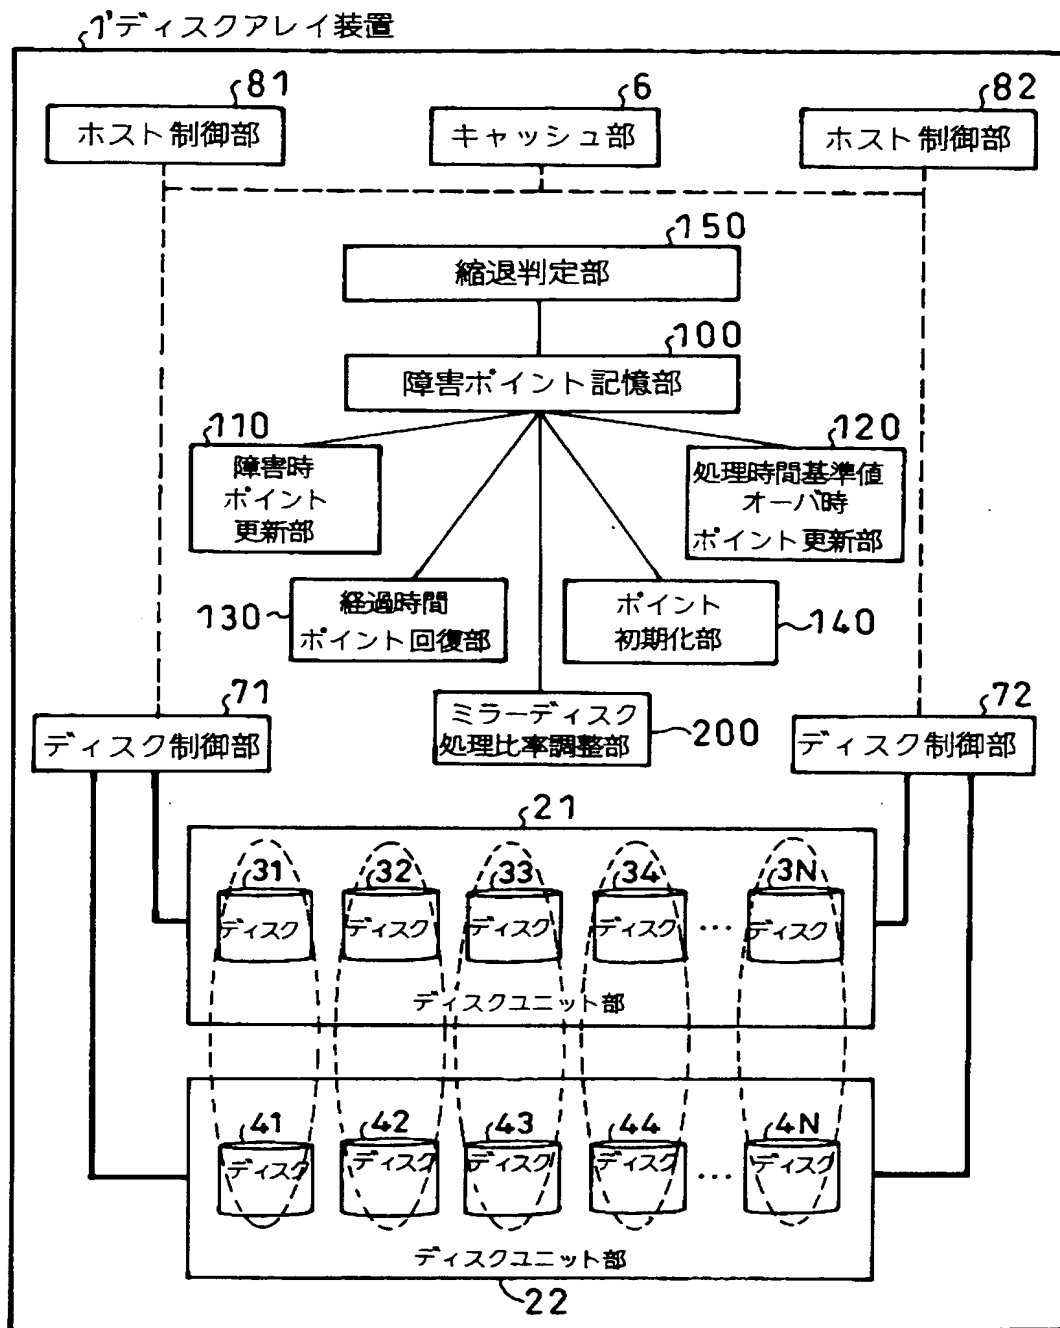 1'ディスクアレイ装置
81
6
82
ホスト制御部
キャッシュ部
ホスト制御部
150
縮退判定部
100
障害ポイント記憶部
110
障害時
ポイント
更新部
120
処理時間基準値
オーバ時
ポイント更新部
130
経過時間
ポイント回復部
ポイント
初期化部
140
71
ディスク制御部
ミラーディスク
処理比率調整部
200
72
ディスク制御部
21
31
32
33
34
3N
ディスク
ディスク
ディスク
ディスク
…
ディスク
ディスクユニット部
41
42
43
44
4N
ディスク
ディスク
ディスク
ディスク
…
ディスク
ディスクユニット部
22